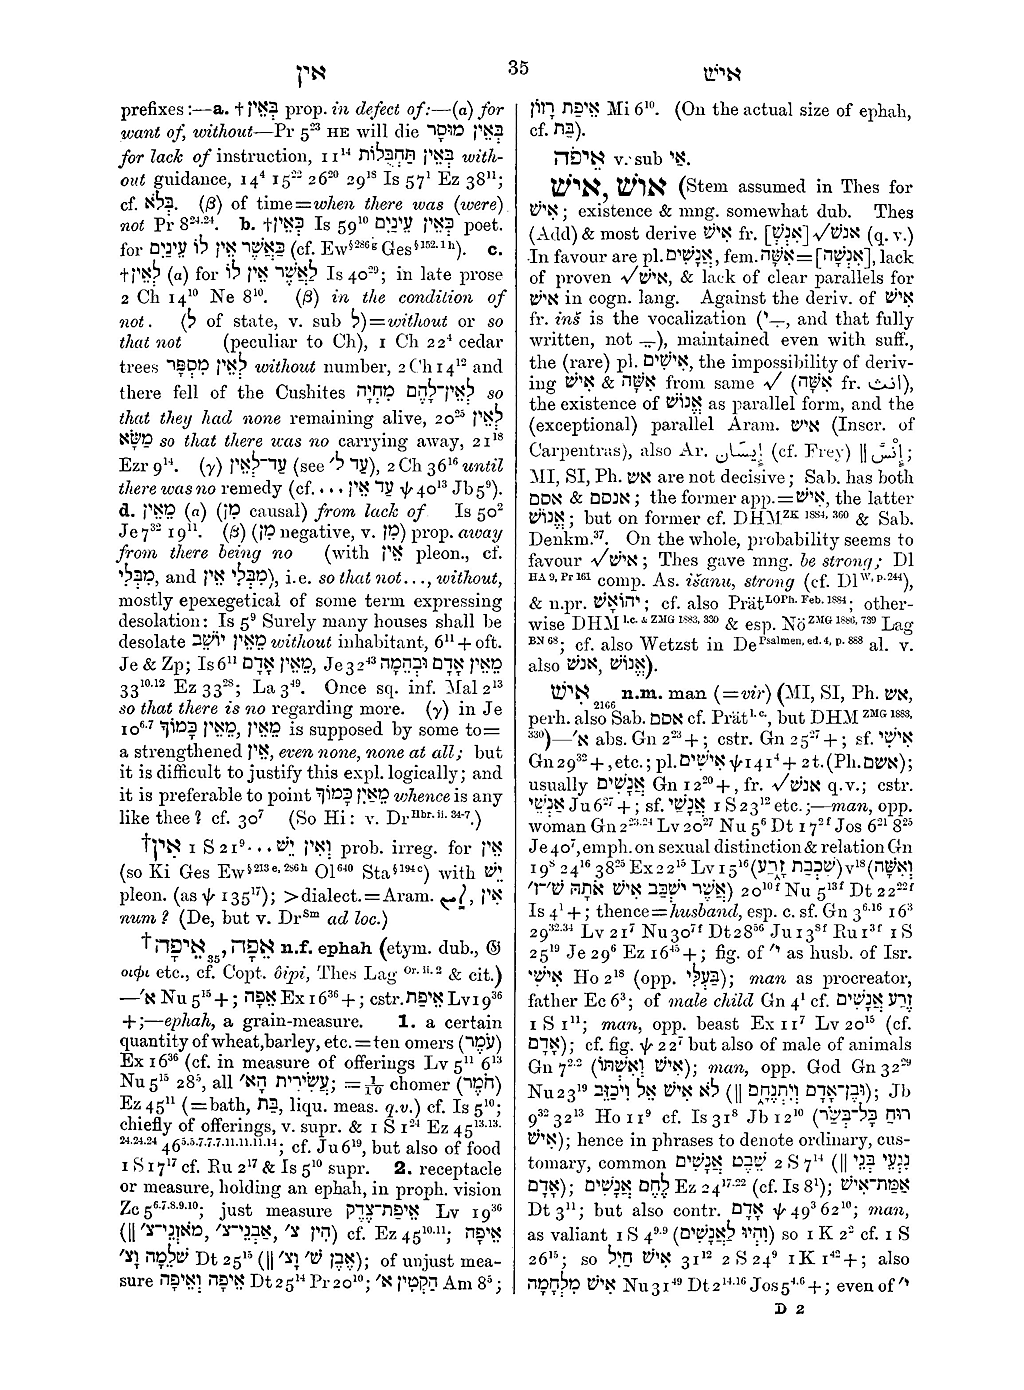 אין
35
איש
prefixes:—a. † בְּאֵין prop. in defect of:—(a) for
want of, without—Pr 5²³ HE will die בְּאֵין מוּסָר
for lack of instruction, 11¹⁴ בְּאֵין תַּחְבֻּלוֹת with-
out guidance, 14⁴ 15²² 26²⁰ 29¹⁸ Is 57¹ Ez 38¹¹;
cf. בְּלֹא. (β) of time=when there was (were)
not Pr 8²⁴·²⁴. b. †כְּאֵין Is 59¹⁰ כְּאֵין עֵינַיִם poet.
for כַּאֲשֶׁר אֵין לוֹ עֵינַיִם (cf. Ew§²⁸⁶ᵍ Ges§¹⁵²·¹ʰ). c.
†לְאֵין (a) for לַאֲשֶׁר אֵין לוֹ Is 40²⁹; in late prose
2 Ch 14¹⁰ Ne 8¹⁰. (β) in the condition of
not. (לְ of state, v. sub לְ)=without or so
that not (peculiar to Ch), 1 Ch 22⁴ cedar
trees לְאֵין מִסְפָּר without number, 2 Ch 14¹² and
there fell of the Cushites לְאֵין־לָהֶם מִחְיָה so
that they had none remaining alive, 20²⁵ לְאֵין
מַשָּׂא so that there was no carrying away, 21¹⁸
Ezr 9¹⁴. (γ) עַד־לְאֵין (see עַד לְ׳), 2 Ch 36¹⁶ until
there was no remedy (cf. ... עַד אֵין ψ 40¹³ Jb 5⁹).
d. מֵאֵין (a) (מִן causal) from lack of Is 50²
Je 7³² 19¹¹. (β) (מִן negative, v. מִן) prop. away
from there being no (with אֵין pleon., cf.
מִבְּלִי, and מִבְּלִי אֵין), i.e. so that not..., without,
mostly epexegetical of some term expressing
desolation: Is 5⁹ Surely many houses shall be
desolate מֵאֵין יוֹשֵׁב without inhabitant, 6¹¹ + oft.
Je & Zp; Is 6¹¹ מֵאֵין אָדָם, Je 32⁴³ מֵאֵין אָדָם וּבְהֵמָה
33¹⁰·¹² Ez 33²⁸; La 3⁴⁹. Once sq. inf. Mal 2¹³
so that there is no regarding more. (γ) in Je
10⁶·⁷ מֵאֵין, מֵאֵין כָּמוֹךָ is supposed by some to=
a strengthened אֵין, even none, none at all; but
it is difficult to justify this expl. logically; and
it is preferable to point מֵאַיִן כָּמוֹךָ whence is any
like thee? cf. 30⁷ (So Hi: v. Dr Hbr. ii. 34-7.)
†אִין 1 S 21⁹ ... וְאִין יֶשׁ prob. irreg. for אֵין
(so Ki Ges Ew§²¹³ᵉ, ²⁸⁶ʰ Ol⁶⁴⁰ Sta§¹⁹⁴ᶜ) with יֵשׁ
pleon. (as ψ 135¹⁷); >dialect.=Aram. אִין,
num? (De, but v. Dr Sm ad loc.)
†אֵיפָה₃₅, אֵפָה n.f. ephah (etym. dub., 𝔊
οιφι etc., cf. Copt. ôipi, Thes Lag Or. ii. 2 & cit.)
—א׳ Nu 5¹⁵ +; אֵפָה Ex 16³⁶ +; cstr. אֵיפַת Lv 19³⁶
+;—ephah, a grain-measure. 1. a certain
quantity of wheat, barley, etc.=ten omers (עֹמֶר)
Ex 16³⁶ (cf. in measure of offerings Lv 5¹¹ 6¹³
Nu 5¹⁵ 28⁵, all עֲשִׂירִית הָא׳; = 1/10 chomer (חֹמֶר)
Ez 45¹¹ (=bath, בַּת, liqu. meas. q.v.) cf. Is 5¹⁰;
chiefly of offerings, v. supr. & 1 S 1²⁴ Ez 45¹³·¹³·
²⁴·²⁴·²⁴ 46⁵·⁵·⁷·⁷·⁷·¹¹·¹¹·¹¹·¹⁴; cf. Ju 6¹⁹, but also of food
1 S 17¹⁷ cf. Ru 2¹⁷ & Is 5¹⁰ supr. 2. receptacle
or measure, holding an ephah, in proph. vision
Zc 5⁶·⁷·⁸·⁹·¹⁰; just measure אֵיפַת־צֶדֶק Lv 19³⁶
(|| הִין צ׳, אַבְנֵי־צ׳, מֹאזְנֵי־צ׳) cf. Ez 45¹⁰·¹¹; אֵיפָה
שְׁלֵמָה וָצ׳ Dt 25¹⁵ (|| אֶבֶן שׁ׳ וָצ׳); of unjust mea-
sure אֵיפָה וְאֵיפָה Dt 25¹⁴ Pr 20¹⁰; הַקְטִין א׳ Am 8⁵;
אֵיפַת רָזוֹן Mi 6¹⁰. (On the actual size of ephah,
cf. בַּת).
אֵיפֹה v. sub אַי.
אִישׁ, אוֹשׁ (Stem assumed in Thes for
אִישׁ; existence & mng. somewhat dub. Thes
(Add) & most derive אִישׁ fr. [אֱנֶשׁ] √אנשׁ (q. v.)
In favour are pl. אֲנָשִׁים, fem. אִשָּׁה=[אִנְשָׁה], lack
of proven √אישׁ, & lack of clear parallels for
אִישׁ in cogn. lang. Against the deriv. of אִישׁ
fr. inš is the vocalization (ִי, and that fully
written, not ִ), maintained even with suff.,
the (rare) pl. אִישִׁים, the impossibility of deriv-
ing אִישׁ & אִשָּׁה from same √ (אִשָּׁה fr. انث),
the existence of אֱנוֹשׁ as parallel form, and the
(exceptional) parallel Aram. אישׁ (Inscr. of
Carpentras), also Ar. إِيسَان (cf. Frey) || إِنْسٌ;
MI, SI, Ph. אשׁ are not decisive; Sab. has both
אסם & אנסם; the former app.=אִישׁ, the latter
אֱנוֹשׁ; but on former cf. DHM ZK 1884, 360 & Sab.
Denkm.³⁷. On the whole, probability seems to
favour √אישׁ; Thes gave mng. be strong; Dl
HA 9, Pr 161 comp. As. išanu, strong (cf. Dl W, p. 244),
& n.pr. יְהוֹאָשׁ; cf. also Prät LOPh. Feb. 1884; other-
wise DHM l.c. & ZMG 1883, 330 & esp. Nö ZMG 1886, 739 Lag
BN 68; cf. also Wetzst in De Psalmen, ed. 4, p. 888 al. v.
also אֱנוֹשׁ, אנשׁ).
אִישׁ₂₁₆₆ n.m. man (=vir) (MI, SI, Ph. אשׁ,
perh. also Sab. אסם cf. Prät l. c., but DHM ZMG 1883,
330)—א׳ abs. Gn 2²³ +; cstr. Gn 25²⁷ +; sf. אִישִׁי
Gn 29³² +, etc.; pl. אִישִׁים ψ 141⁴ + 2 t. (Ph. אשם);
usually אֲנָשִׁים Gn 12²⁰ +, fr. √אנשׁ q.v.; cstr.
אַנְשֵׁי Ju 6²⁷ +; sf. אֲנָשַׁי 1 S 23¹² etc.;—man, opp.
woman Gn 2²³·²⁴ Lv 20²⁷ Nu 5⁶ Dt 17²ᶠ Jos 6²¹ 8²⁵
Je 40⁷, emph. on sexual distinction & relation Gn
19⁸ 24¹⁶ 38²⁵ Ex 22¹⁵ Lv 15¹⁶ (שִׁכְבַת זָרַע) v¹⁸ (וְאִשָּׁה
אֲשֶׁר יִשְׁכַּב אִישׁ אֹתָהּ שׁ׳־ז׳) 20¹⁰ᶠ Nu 5¹³ᶠ Dt 22²²ᶠ
Is 4¹ +; thence=husband, esp. c. sf. Gn 3⁶·¹⁶ 16³
29³²·³⁴ Lv 21⁷ Nu 30⁷ᶠ Dt 28⁵⁶ Ju 13⁸ᶠ Ru 1³ᶠ 1 S
25¹⁹ Je 29⁶ Ez 16⁴⁵ +; fig. of י׳ as husb. of Isr.
אִישִׁי Ho 2¹⁸ (opp. בַּעְלִי); man as procreator,
father Ec 6³; of male child Gn 4¹ cf. זֶרַע אֲנָשִׁים
1 S 1¹¹; man, opp. beast Ex 11⁷ Lv 20¹⁵ (cf.
אָדָם); cf. fig. ψ 22⁷ but also of male of animals
Gn 7²·² (אִישׁ וְאִשְׁתּוֹ); man, opp. God Gn 32²⁹
Nu 23¹⁹ לֹא אִישׁ אֵל וִיכַזֵּב (|| וּבֶן־אָדָם וְיִתְנֶחָם); Jb
9³² 32¹³ Ho 11⁹ cf. Is 31⁸ Jb 12¹⁰ (רוּחַ כָּל־בְּשַׂר
אִישׁ); hence in phrases to denote ordinary, cus-
tomary, common שֵׁבֶט אֲנָשִׁים 2 S 7¹⁴ (|| נִגְעֵי בְּנֵי
אָדָם); לֶחֶם אֲנָשִׁים Ez 24¹⁷·²² (cf. Is 8¹); אַמַּת־אִישׁ
Dt 3¹¹; but also contr. אָדָם ψ 49³ 62¹⁰; man,
as valiant 1 S 4⁹·⁹ (וִהְיוּ לַאֲנָשִׁים) so 1 K 2² cf. 1 S
26¹⁵; so אִישׁ חַיִל 31¹² 2 S 24⁹ 1 K 1⁴² +; also
אִישׁ מִלְחָמָה Nu 31⁴⁹ Dt 2¹⁴·¹⁶ Jos 5⁴·⁶ +; even of י׳
D 2